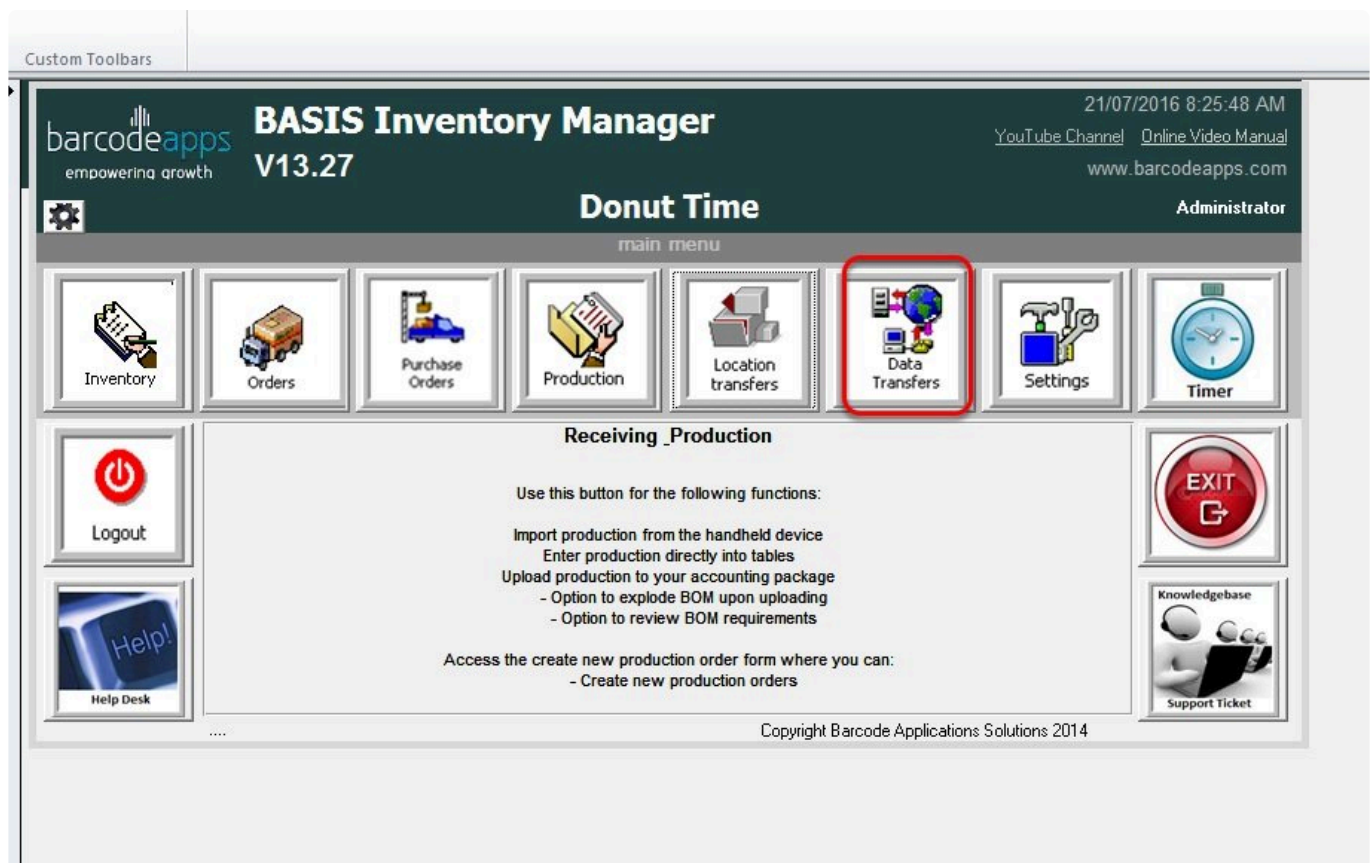 Custom Toolbars
barcodeapps
empowering growth
BASIS Inventory Manager
V13.27
21/07/2016 8:25:48 AM
YouTube Channel Online Video Manual
www.barcodeapps.com
Donut Time
Administrator
main menu
Inventory
Orders
Purchase
Orders
Production
Location
transfers
Data
Transfers
Settings
Timer
Logout
Help!
Help Desk
Receiving _Production
Use this button for the following functions:
Import production from the handheld device
Enter production directly into tables
Upload production to your accounting package
- Option to explode BOM upon uploading
- Option to review BOM requirements
Access the create new production order form where you can:
- Create new production orders
EXIT
Knowledgebase
Support Ticket
....
Copyright Barcode Applications Solutions 2014